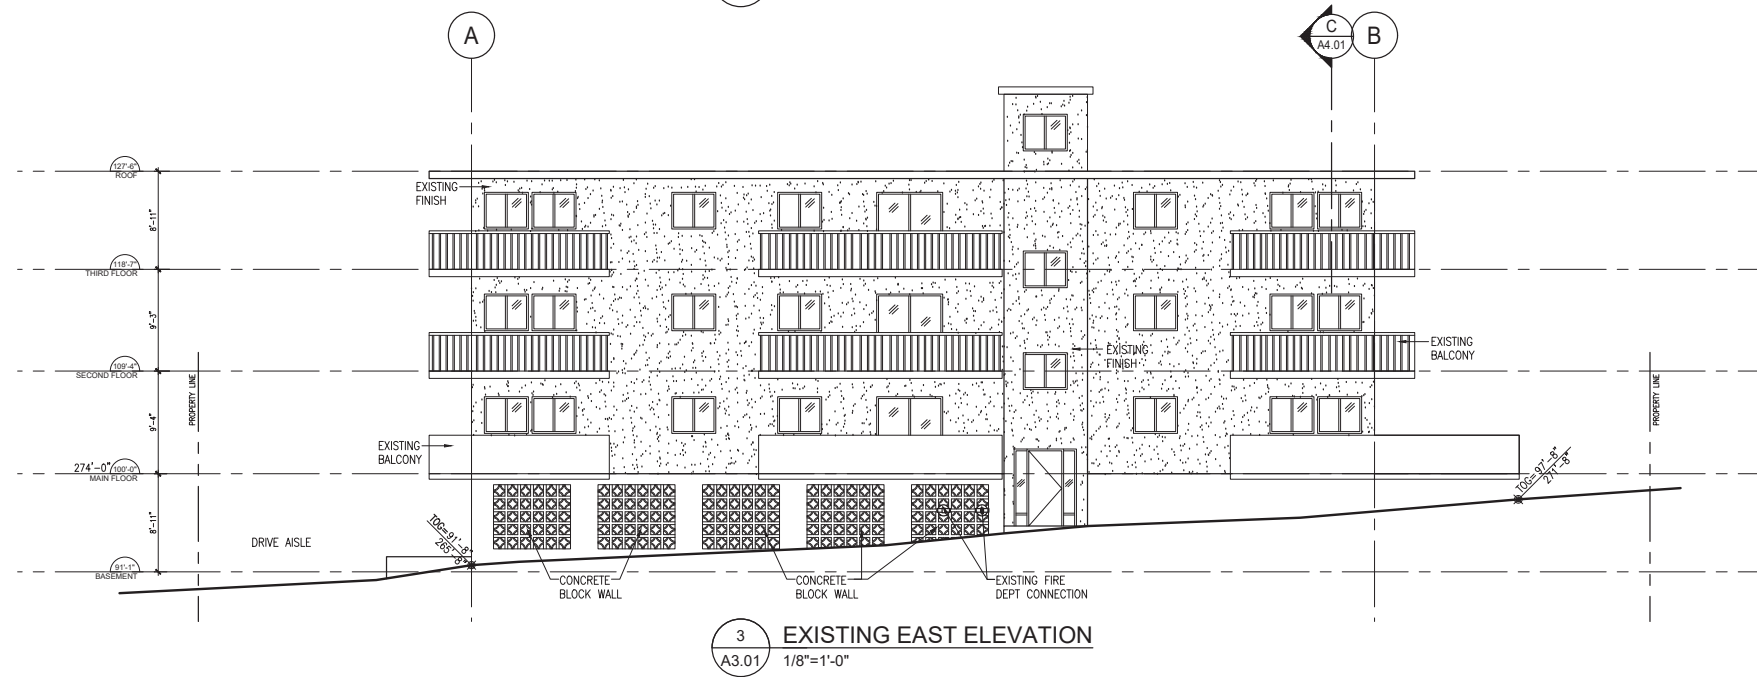 A
C
A4.01
B
127'-6"
ROOF
8'-11"
118'-7"
THIRD FLOOR
9'-3"
109'-4"
SECOND FLOOR
9'-4"
274'-0"
100'-0"
MAIN FLOOR
8'-11"
91'-1"
BASEMENT
EXISTING
FINISH
EXISTING
FINISH
EXISTING
BALCONY
EXISTING
BALCONY
PROPERTY LINE
PROPERTY LINE
DRIVE AISLE
TOG=91'-8"
265'-8"
TOG=97'-8"
271'-8"
CONCRETE
BLOCK WALL
CONCRETE
BLOCK WALL
EXISTING FIRE
DEPT CONNECTION
3
A3.01
EXISTING EAST ELEVATION
1/8"=1'-0"